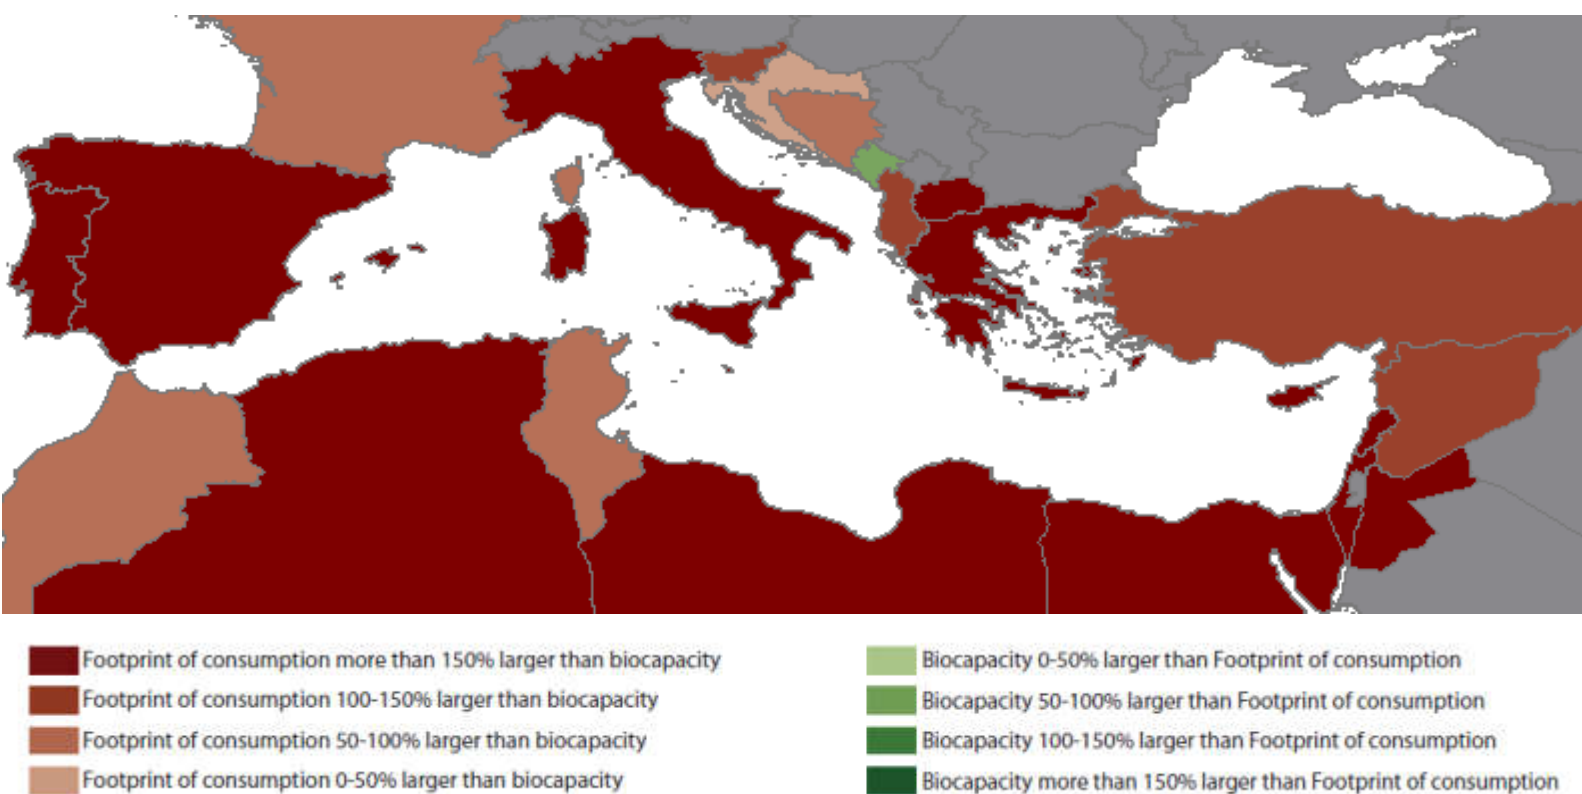 Footprint of consumption more than 150% larger than biocapacity
Footprint of consumption 100-150% larger than biocapacity
Footprint of consumption 50-100% larger than biocapacity
Footprint of consumption 0-50% larger than biocapacity
Biocapacity 0-50% larger than Footprint of consumption
Biocapacity 50-100% larger than Footprint of consumption
Biocapacity 100-150% larger than Footprint of consumption
Biocapacity more than 150% larger than Footprint of consumption